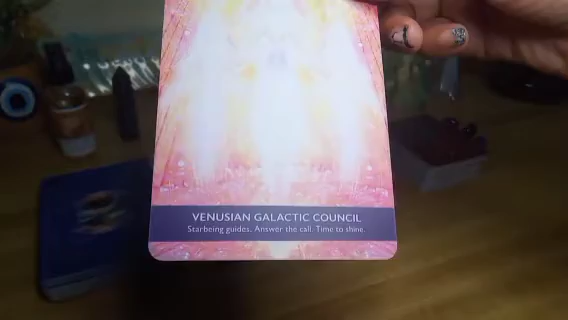 VENUSIAN GALACTIC COUNCIL
Starbeing guides. Answer the call. Time to shine.